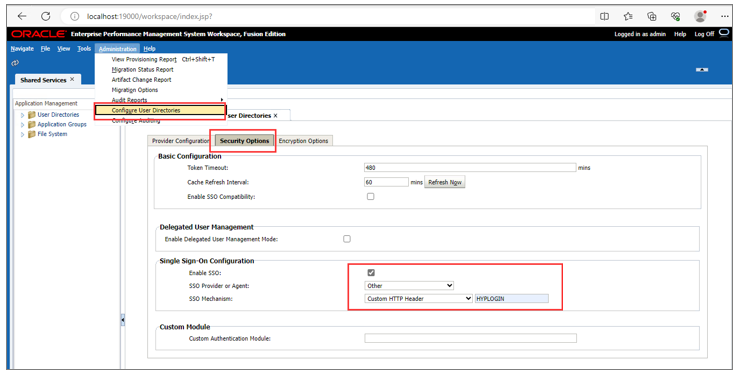 localhost:19000/workspace/index.jsp?
ORACLE Enterprise Performance Management System Workspace, Fusion Edition
Logged in as admin Help Log Off
Navigate File View Tools Administration Help
View Provisioning Report Ctrl+Shift+T
Migration Status Report
Shared Services ×
Artifact Change Report
Migration Options
Audit Reports
Application Management
Configure User Directories
User Directories
ser Directories ×
Configure Auditing
Application Groups
File System
Provider Configuration Security Options Encryption Options
Basic Configuration
Token Timeout: 480 mins
Cache Refresh Interval: 60 mins Refresh Now
Enable SSO Compatibility:
Delegated User Management
Enable Delegated User Management Mode:
Single Sign-On Configuration
Enable SSO:
SSO Provider or Agent: Other
SSO Mechanism: Custom HTTP Header HYPLOGIN
Custom Module
Custom Authentication Module: